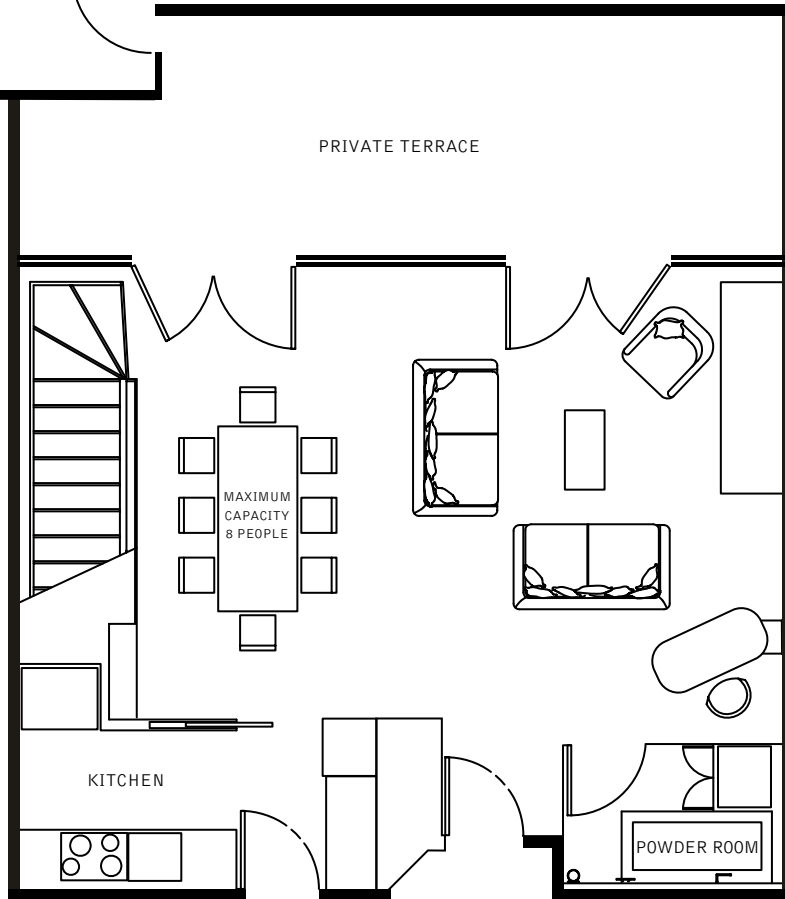 PRIVATE TERRACE
MAXIMUM
CAPACITY
8 PEOPLE
KITCHEN
POWDER ROOM